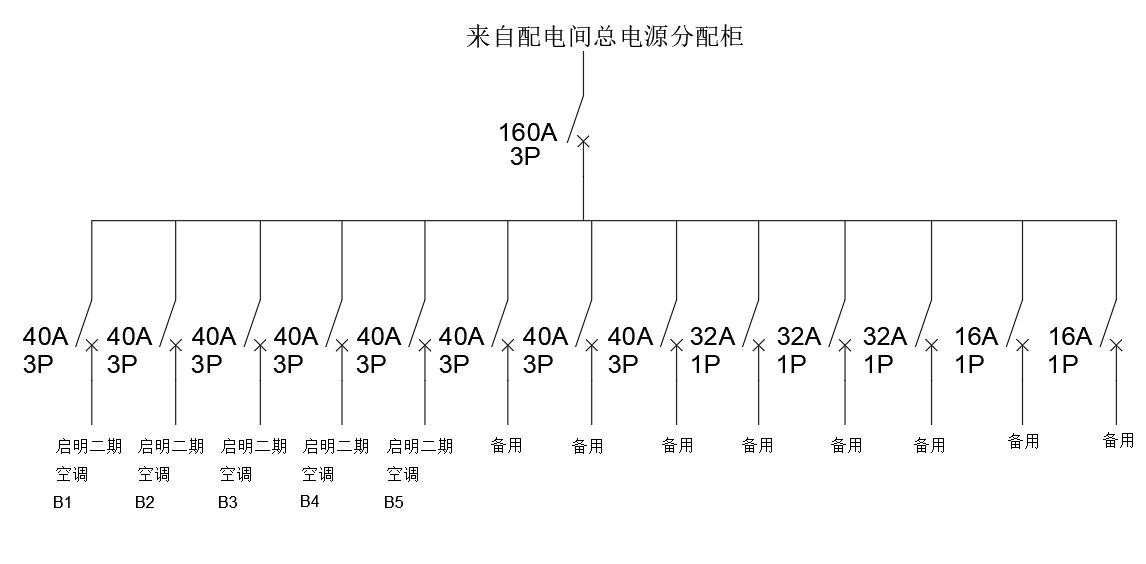 来自配电间总电源分配柜
160A
3P
40A 40A 40A 40A 40A 40A 40A 40A 32A 32A 32A 16A 16A
3P 3P 3P 3P 3P 3P 3P 3P 1P 1P 1P 1P 1P
启明二期 启明二期 启明二期 启明二期 启明二期 备用 备用 备用 备用 备用 备用 备用 备用
空调 空调 空调 空调 空调
B1 B2 B3 B4 B5